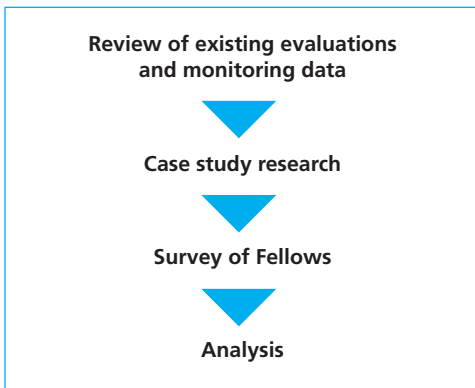 Review of existing evaluations
and monitoring data
Case study research
Survey of Fellows
Analysis